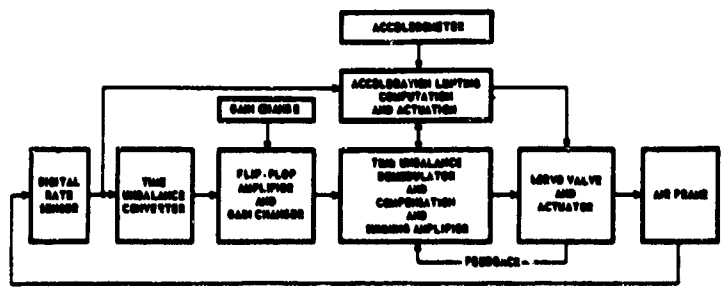 ACCELEROMETER
ACCELERATION LIMITING
COMPUTATION
AND ACTUATION
GAIN CHANGE
DIGITAL
RATE
SENSOR
TIME
UNBALANCE
CONVERTER
FLIP-FLOP
AMPLIFIER
AND
GAIN CHANGER
TIME UNBALANCE
DEMODULATOR
AND
COMPENSATION
AND
SUMMING AMPLIFIER
SERVO VALVE
AND
ACTUATOR
AIR FRAME
FEEDBACK